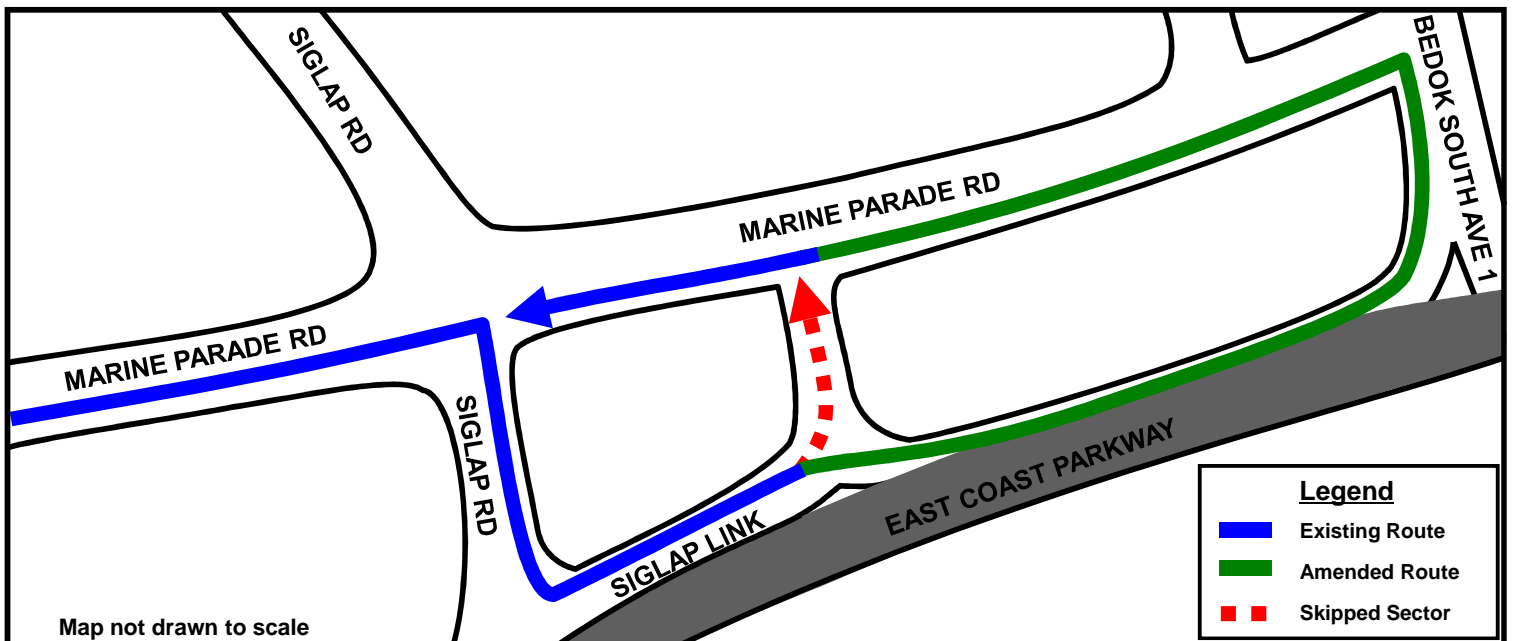 SIGLAP RD
BEDOK SOUTH AVE 1
MARINE PARADE RD
MARINE PARADE RD
SIGLAP RD
EAST COAST PARKWAY
SIGLAP LINK
Legend
Existing Route
Amended Route
Skipped Sector
Map not drawn to scale